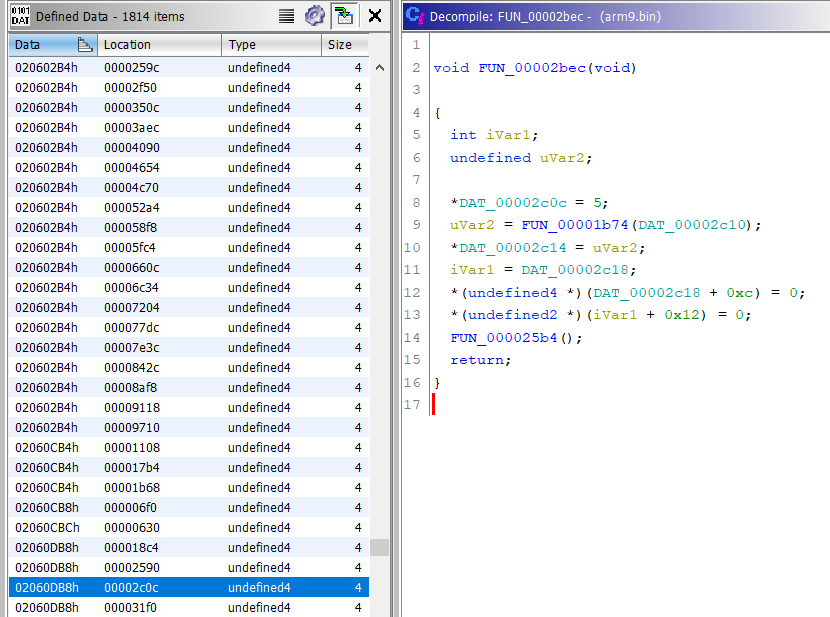 0101 DAT Defined Data - 1814 items
Data Location Type Size
020602B4h 0000259c undefined4 4
020602B4h 00002f50 undefined4 4
020602B4h 0000350c undefined4 4
020602B4h 00003aec undefined4 4
020602B4h 00004090 undefined4 4
020602B4h 00004654 undefined4 4
020602B4h 00004c70 undefined4 4
020602B4h 000052a4 undefined4 4
020602B4h 000058f8 undefined4 4
020602B4h 00005fc4 undefined4 4
020602B4h 0000660c undefined4 4
020602B4h 00006c34 undefined4 4
020602B4h 00007204 undefined4 4
020602B4h 000077dc undefined4 4
020602B4h 00007e3c undefined4 4
020602B4h 0000842c undefined4 4
020602B4h 00008af8 undefined4 4
020602B4h 00009118 undefined4 4
020602B4h 00009710 undefined4 4
02060CB4h 00001108 undefined4 4
02060CB4h 000017b4 undefined4 4
02060CB4h 00001b68 undefined4 4
02060CB8h 000006f0 undefined4 4
02060CBCh 00000630 undefined4 4
02060DB8h 000018c4 undefined4 4
02060DB8h 00002590 undefined4 4
02060DB8h 00002c0c undefined4 4
02060DB8h 000031f0 undefined4 4
Cf Decompile: FUN_00002bec - (arm9.bin)
1
2 void FUN_00002bec(void)
3
4 {
5 int iVar1;
6 undefined uVar2;
7
8 *DAT_00002c0c = 5;
9 uVar2 = FUN_00001b74(DAT_00002c10);
10 *DAT_00002c14 = uVar2;
11 iVar1 = DAT_00002c18;
12 *(undefined4 *)(DAT_00002c18 + 0xc) = 0;
13 *(undefined2 *)(iVar1 + 0x12) = 0;
14 FUN_000025b4();
15 return;
16 }
17